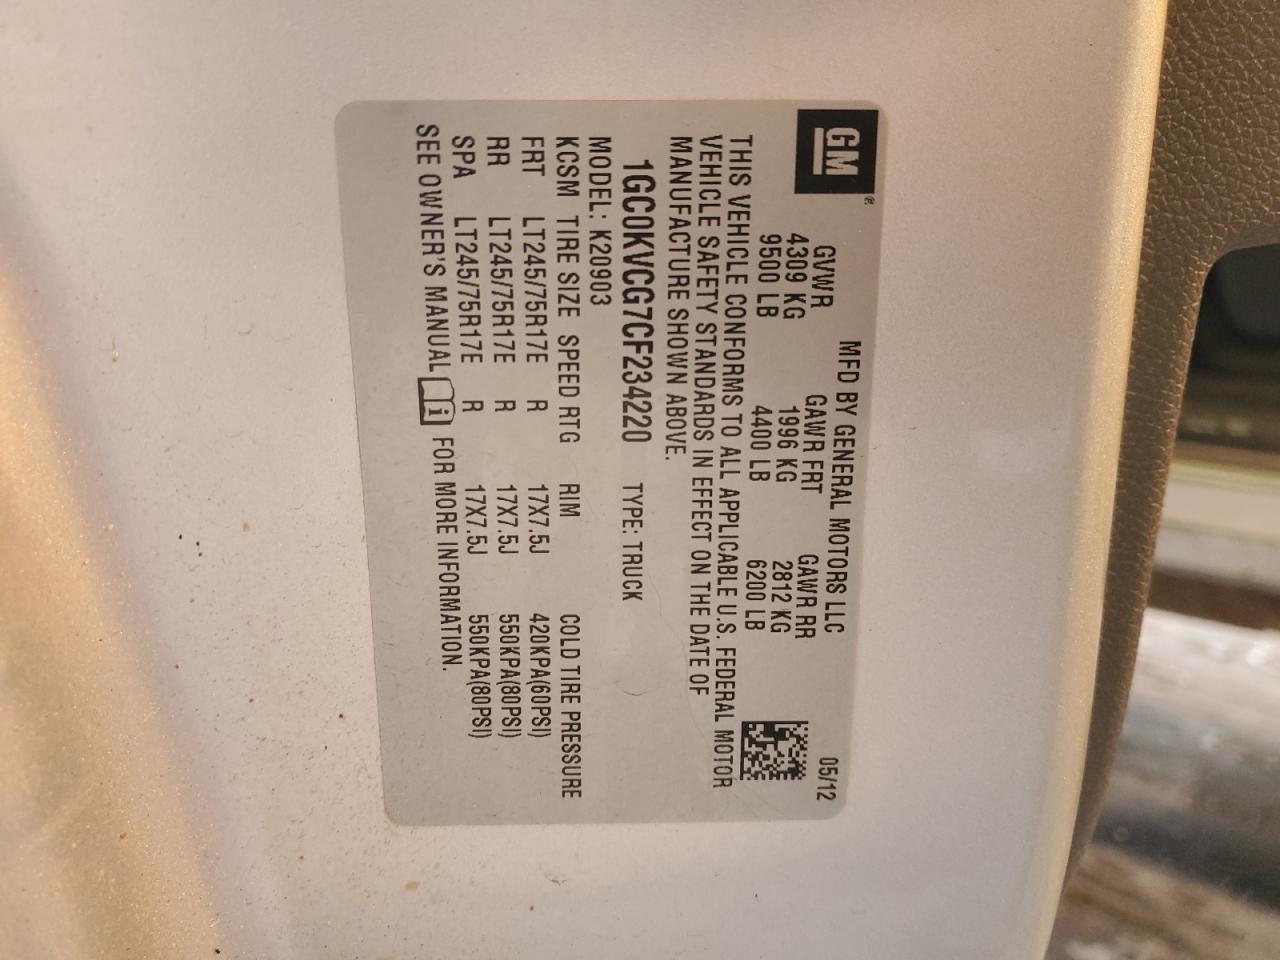 GM®
MFD BY GENERAL MOTORS LLC 05/12
GVWR GAWR FRT GAWR RR
4309 KG 1996 KG 2812 KG
9500 LB 4400 LB 6200 LB
THIS VEHICLE CONFORMS TO ALL APPLICABLE U.S. FEDERAL MOTOR
VEHICLE SAFETY STANDARDS IN EFFECT ON THE DATE OF
MANUFACTURE SHOWN ABOVE.
1GC0KVCG7CF234220 TYPE: TRUCK
MODEL: K20903
KCSM TIRE SIZE SPEED RTG RIM COLD TIRE PRESSURE
FRT LT245/75R17E R 17X7.5J 420KPA(60PSI)
RR LT245/75R17E R 17X7.5J 550KPA(80PSI)
SPA LT245/75R17E R 17X7.5J 550KPA(80PSI)
SEE OWNER'S MANUAL i FOR MORE INFORMATION.